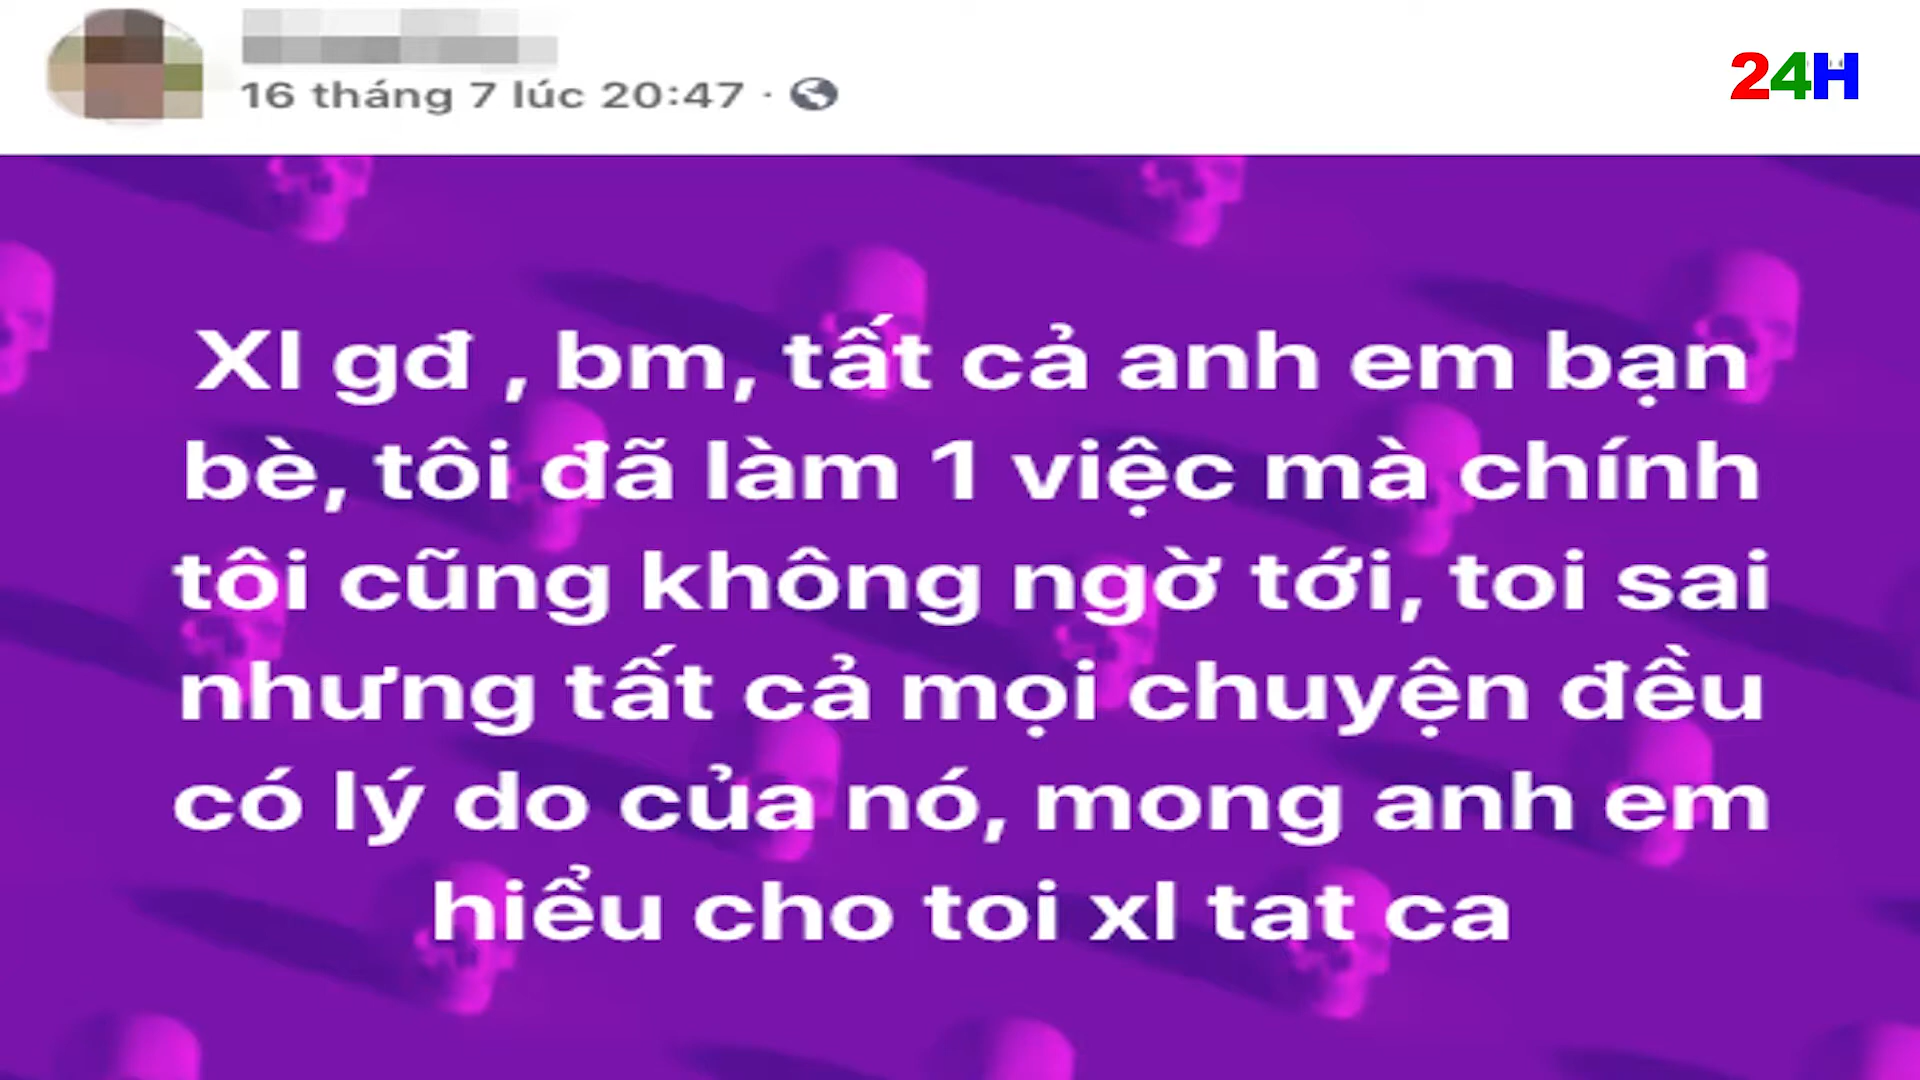 16 tháng 7 lúc 20:47 ·
24H
Xl gđ , bm, tất cả anh em bạn
bè, tôi đã làm 1 việc mà chính
tôi cũng không ngờ tới, toi sai
nhưng tất cả mọi chuyện đều
có lý do của nó, mong anh em
hiểu cho toi xl tat ca